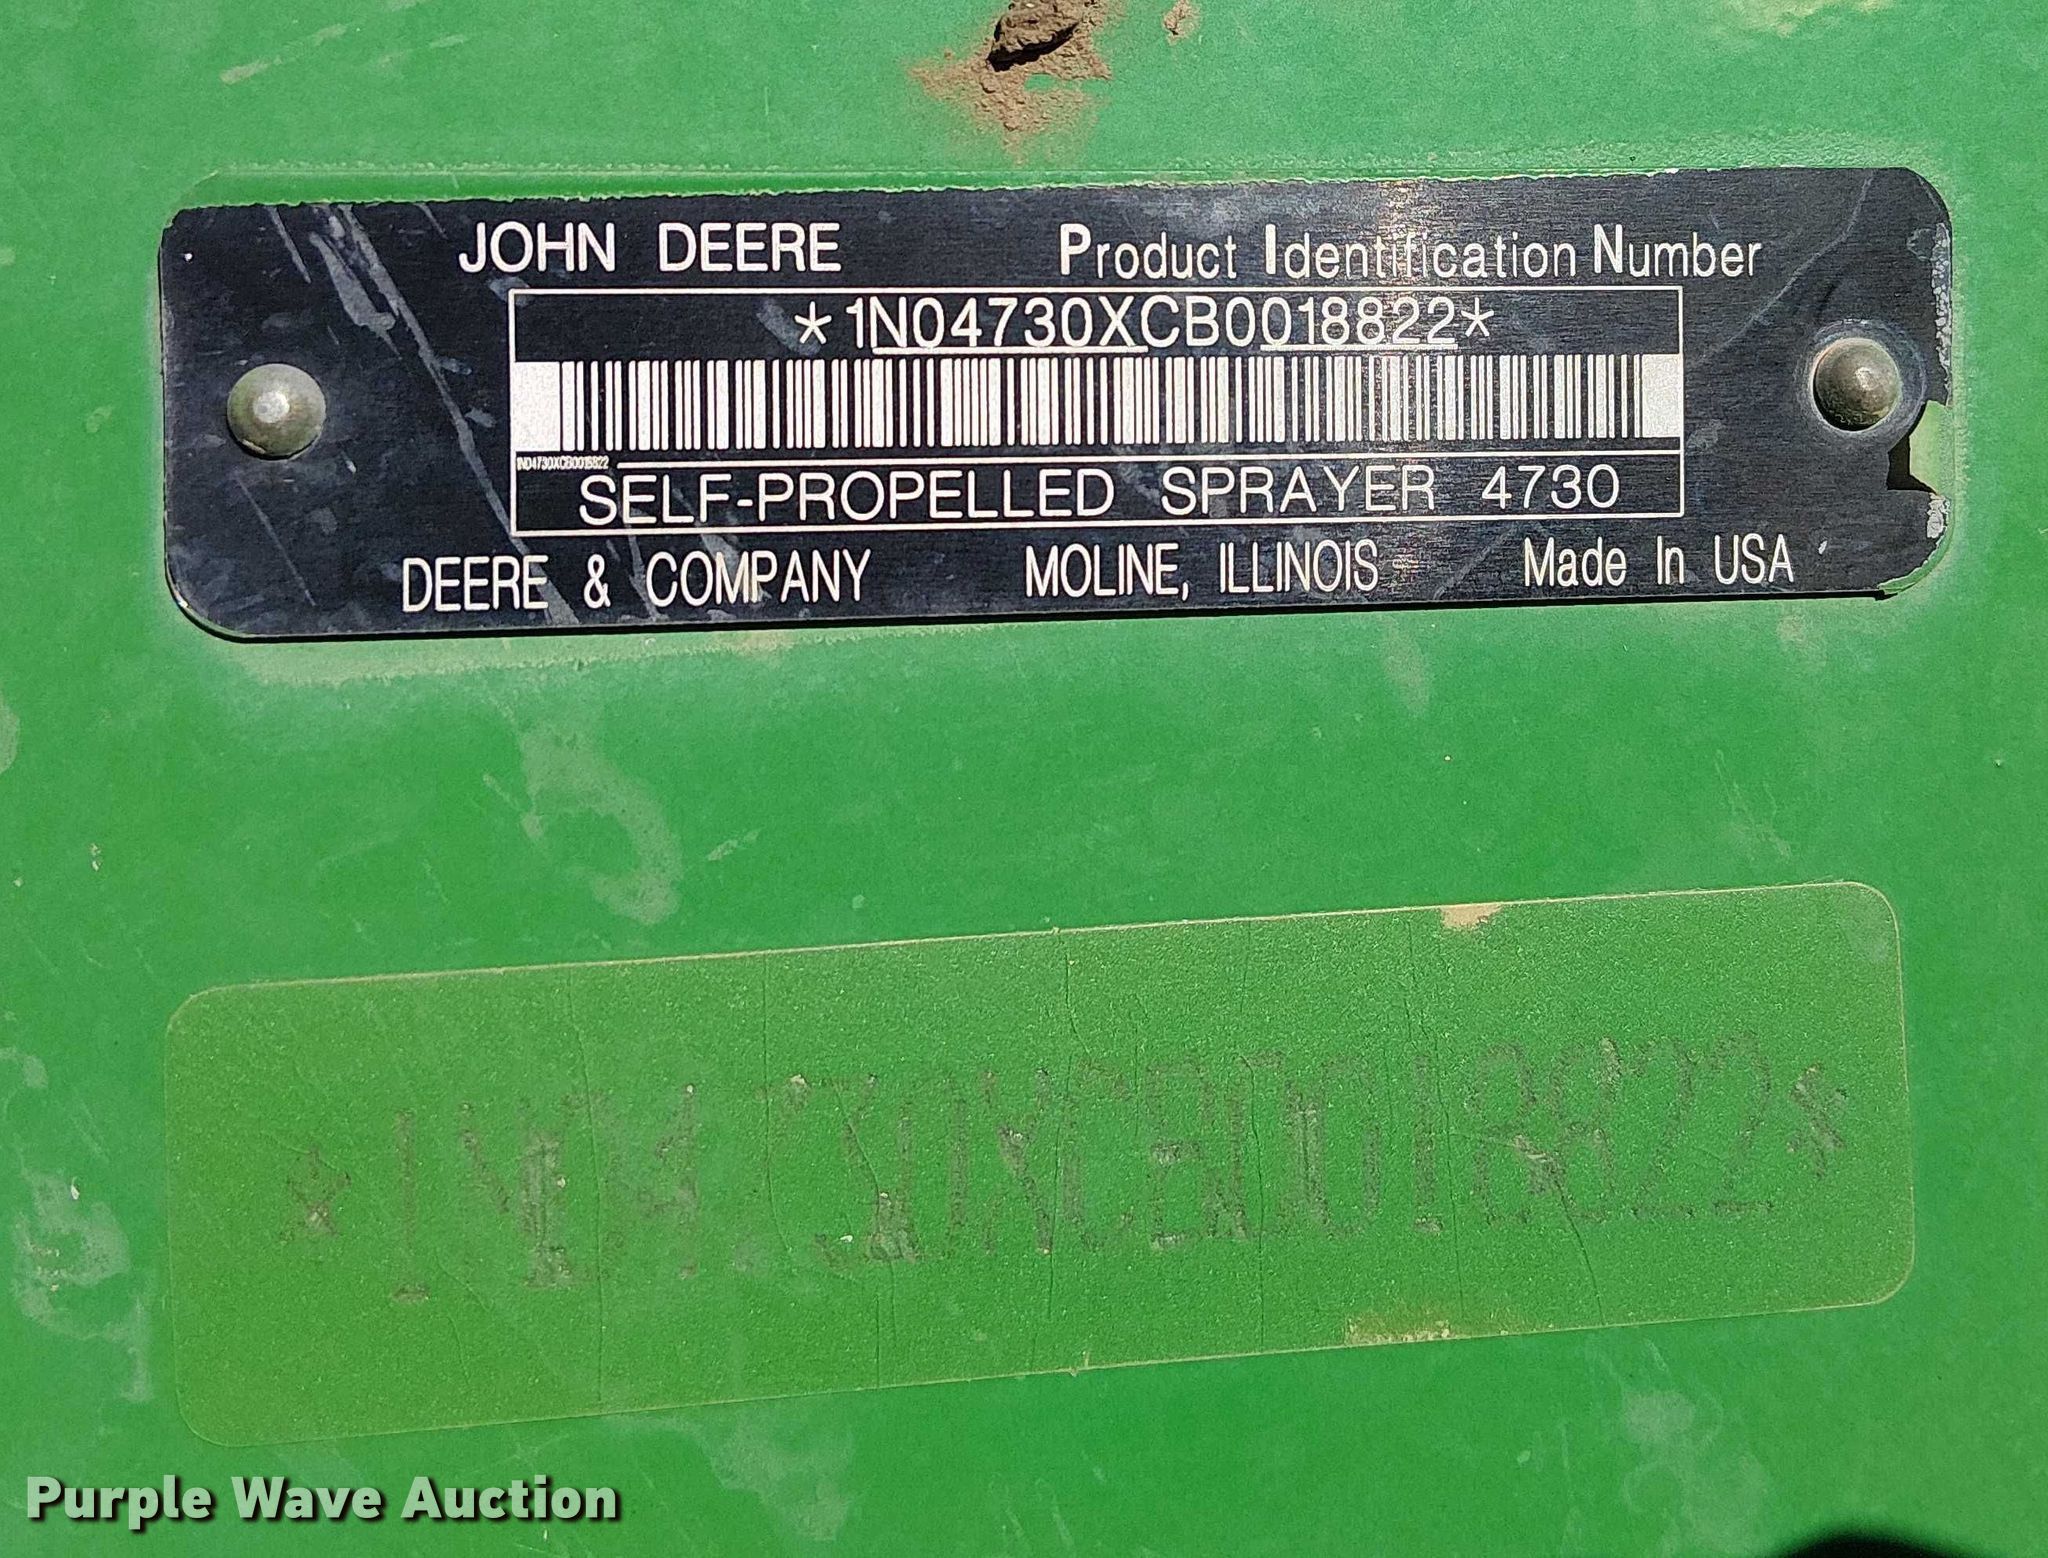 JOHN DEERE Product Identification Number
*1N04730XCB0018822*
1N04730XCB0018822
SELF-PROPELLED SPRAYER 4730
DEERE & COMPANY MOLINE, ILLINOIS Made In USA
Purple Wave Auction